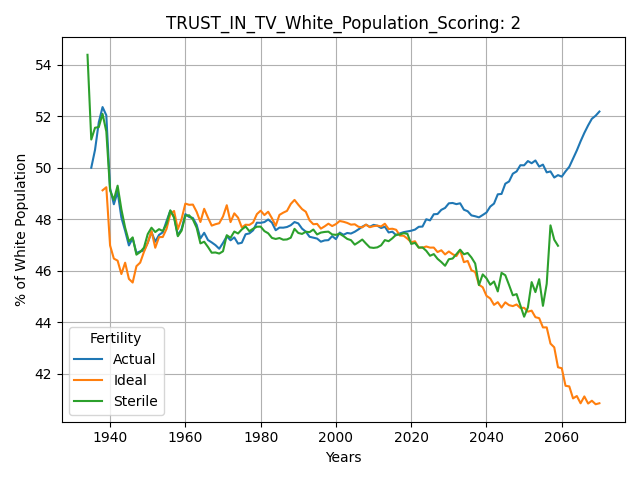 TRUST_IN_TV_White_Population_Scoring: 2
% of White Population
54
52
50
48
46
44
42
Fertility
Actual
Ideal
Sterile
1940 1960 1980 2000 2020 2040 2060
Years